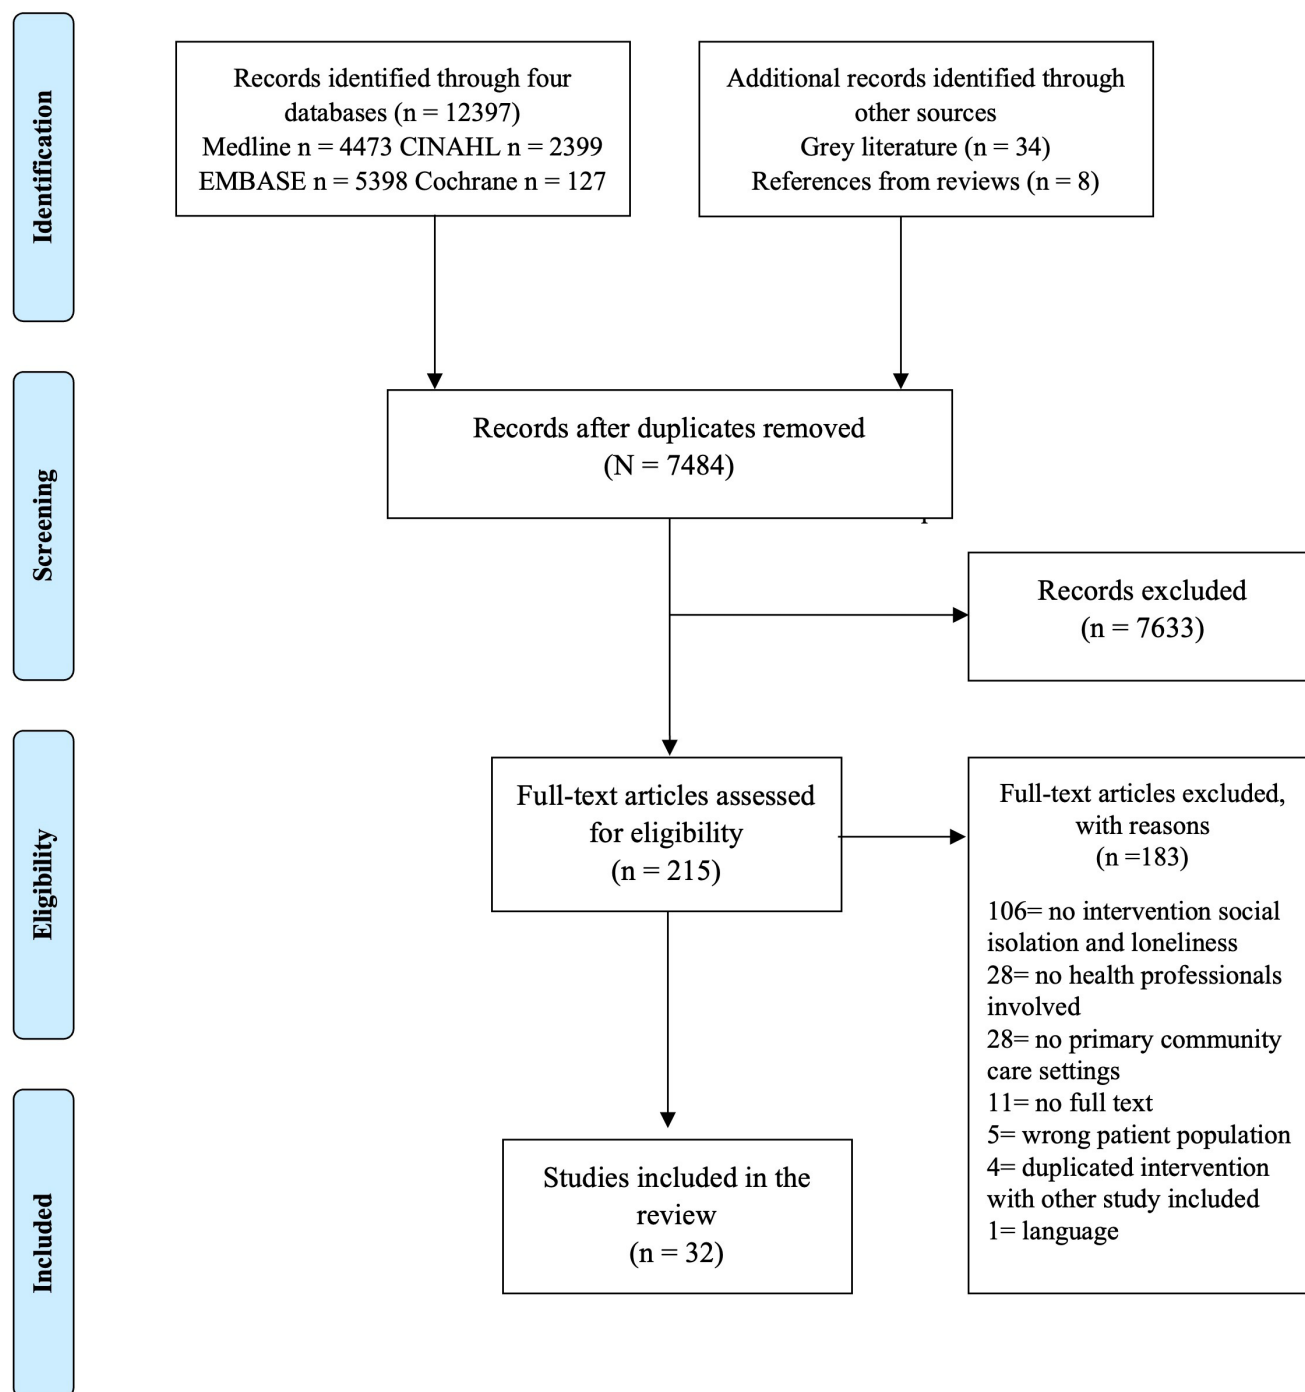 Identification
Records identified through four
databases (n = 12397)
Medline n = 4473 CINAHL n = 2399
EMBASE n = 5398 Cochrane n = 127
Additional records identified through
other sources
Grey literature (n = 34)
References from reviews (n = 8)
Screening
Records after duplicates removed
(N = 7484)
Records excluded
(n = 7633)
Eligibility
Full-text articles assessed
for eligibility
(n = 215)
Full-text articles excluded,
with reasons
(n =183)
106= no intervention social
isolation and loneliness
28= no health professionals
involved
28= no primary community
care settings
11= no full text
5= wrong patient population
4= duplicated intervention
with other study included
1= language
Included
Studies included in the
review
(n = 32)